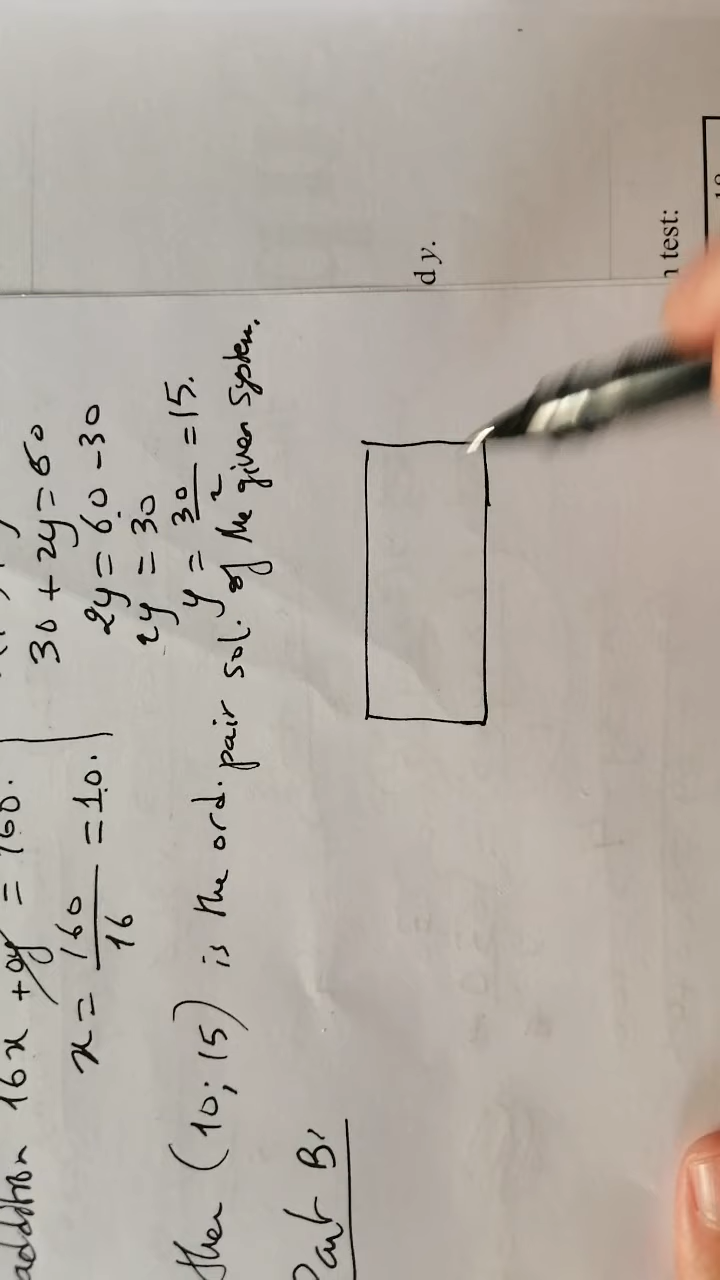 addition 16x + 0y = 160.
x = 160/16 = 10.
30 + 2y = 60
2y = 60 - 30
2y = 30
y = 30/2 = 15.
then (10; 15) is the ord. pair sol. of the given system.
Part B:
d y.
test: